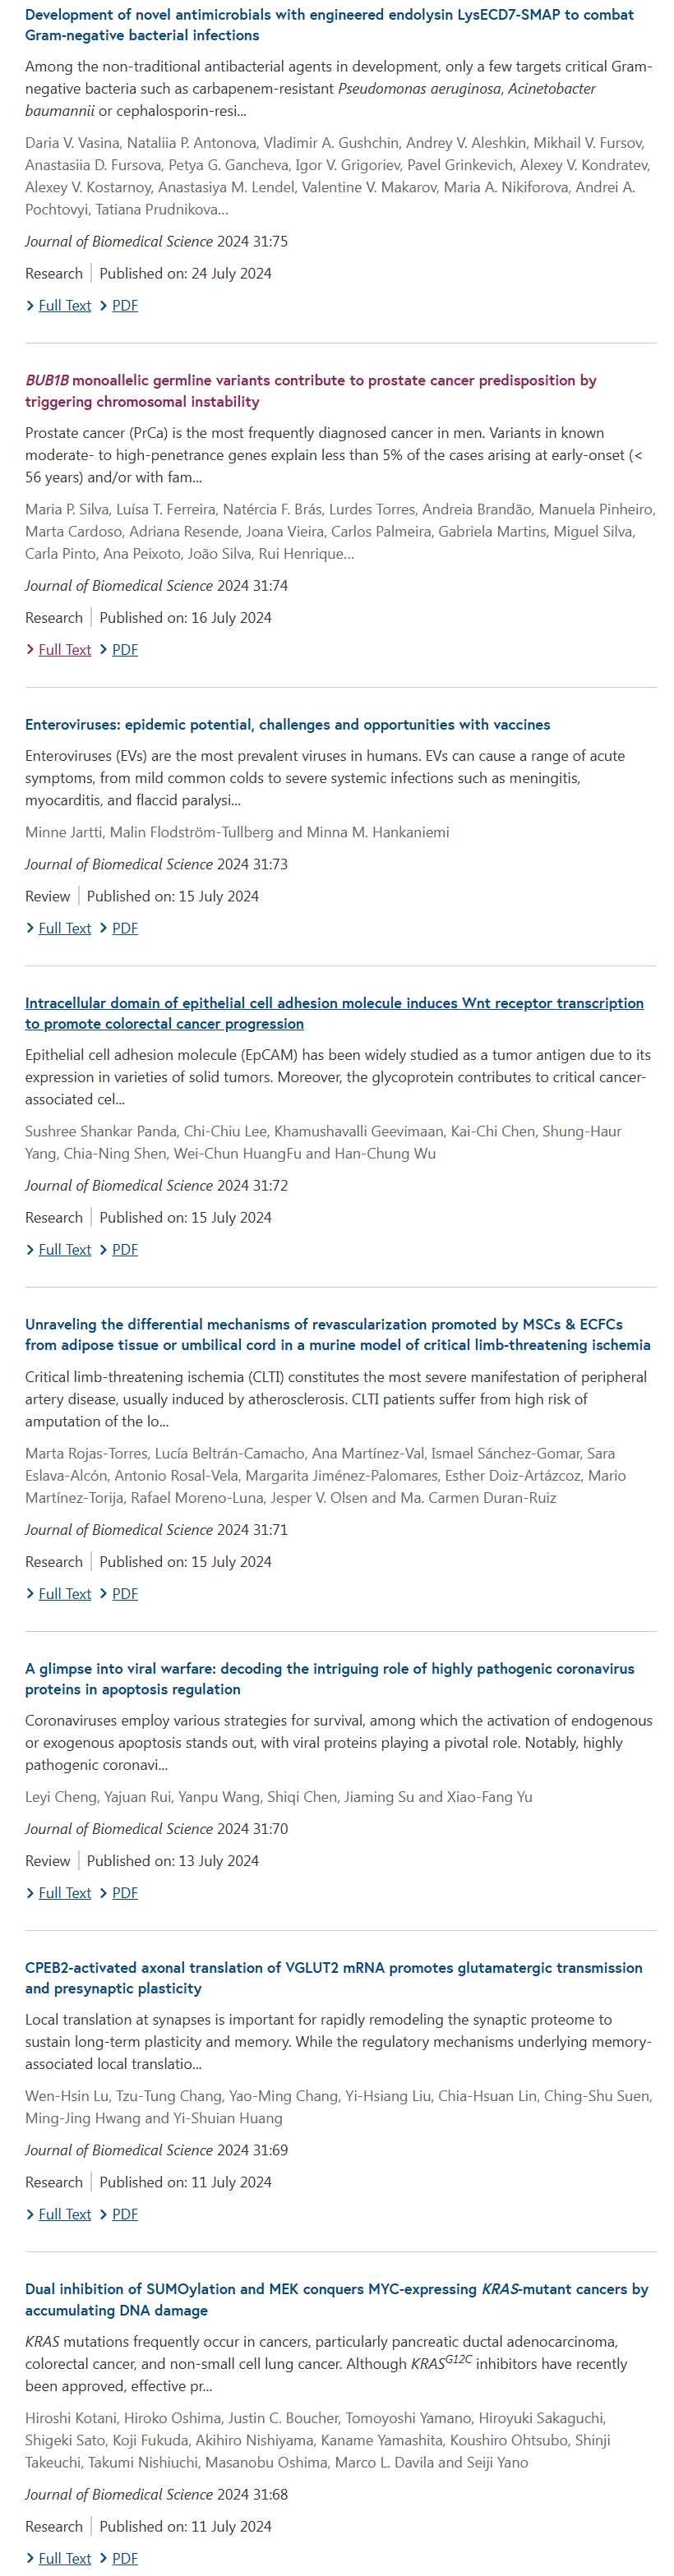 Development of novel antimicrobials with engineered endolysin LysECD7-SMAP to combat
Gram-negative bacterial infections
Among the non-traditional antibacterial agents in development, only a few targets critical Gram-
negative bacteria such as carbapenem-resistant Pseudomonas aeruginosa, Acinetobacter
baumannii or cephalosporin-resi...
Daria V. Vasina, Nataliia P. Antonova, Vladimir A. Gushchin, Andrey V. Aleshkin, Mikhail V. Fursov,
Anastasiia D. Fursova, Petya G. Gancheva, Igor V. Grigoriev, Pavel Grinkevich, Alexey V. Kondratev,
Alexey V. Kostarnoy, Anastasiya M. Lendel, Valentine V. Makarov, Maria A. Nikiforova, Andrei A.
Pochtovyi, Tatiana Prudnikova...
Journal of Biomedical Science 2024 31:75
Research | Published on: 24 July 2024
Full Text PDF
BUB1B monoallelic germline variants contribute to prostate cancer predisposition by
triggering chromosomal instability
Prostate cancer (PrCa) is the most frequently diagnosed cancer in men. Variants in known
moderate- to high-penetrance genes explain less than 5% of the cases arising at early-onset (<
56 years) and/or with fam...
Maria P. Silva, Luísa T. Ferreira, Natércia F. Brás, Lurdes Torres, Andreia Brandão, Manuela Pinheiro,
Marta Cardoso, Adriana Resende, Joana Vieira, Carlos Palmeira, Gabriela Martins, Miguel Silva,
Carla Pinto, Ana Peixoto, João Silva, Rui Henrique...
Journal of Biomedical Science 2024 31:74
Research | Published on: 16 July 2024
Full Text PDF
Enteroviruses: epidemic potential, challenges and opportunities with vaccines
Enteroviruses (EVs) are the most prevalent viruses in humans. EVs can cause a range of acute
symptoms, from mild common colds to severe systemic infections such as meningitis,
myocarditis, and flaccid paralysi...
Minne Jartti, Malin Flodström-Tullberg and Minna M. Hankaniemi
Journal of Biomedical Science 2024 31:73
Review | Published on: 15 July 2024
Full Text PDF
Intracellular domain of epithelial cell adhesion molecule induces Wnt receptor transcription
to promote colorectal cancer progression
Epithelial cell adhesion molecule (EpCAM) has been widely studied as a tumor antigen due to its
expression in varieties of solid tumors. Moreover, the glycoprotein contributes to critical cancer-
associated cel...
Sushree Shankar Panda, Chi-Chiu Lee, Khamushavalli Geevimaan, Kai-Chi Chen, Shung-Haur
Yang, Chia-Ning Shen, Wei-Chun HuangFu and Han-Chung Wu
Journal of Biomedical Science 2024 31:72
Research | Published on: 15 July 2024
Full Text PDF
Unraveling the differential mechanisms of revascularization promoted by MSCs & ECFCs
from adipose tissue or umbilical cord in a murine model of critical limb-threatening ischemia
Critical limb-threatening ischemia (CLTI) constitutes the most severe manifestation of peripheral
artery disease, usually induced by atherosclerosis. CLTI patients suffer from high risk of
amputation of the lo...
Marta Rojas-Torres, Lucía Beltrán-Camacho, Ana Martínez-Val, Ismael Sánchez-Gomar, Sara
Eslava-Alcón, Antonio Rosal-Vela, Margarita Jiménez-Palomares, Esther Doiz-Artázcoz, Mario
Martínez-Torija, Rafael Moreno-Luna, Jesper V. Olsen and Ma. Carmen Duran-Ruiz
Journal of Biomedical Science 2024 31:71
Research | Published on: 15 July 2024
Full Text PDF
A glimpse into viral warfare: decoding the intriguing role of highly pathogenic coronavirus
proteins in apoptosis regulation
Coronaviruses employ various strategies for survival, among which the activation of endogenous
or exogenous apoptosis stands out, with viral proteins playing a pivotal role. Notably, highly
pathogenic coronavi...
Leyi Cheng, Yajuan Rui, Yanpu Wang, Shiqi Chen, Jiaming Su and Xiao-Fang Yu
Journal of Biomedical Science 2024 31:70
Review | Published on: 13 July 2024
Full Text PDF
CPEB2-activated axonal translation of VGLUT2 mRNA promotes glutamatergic transmission
and presynaptic plasticity
Local translation at synapses is important for rapidly remodeling the synaptic proteome to
sustain long-term plasticity and memory. While the regulatory mechanisms underlying memory-
associated local translatio...
Wen-Hsin Lu, Tzu-Tung Chang, Yao-Ming Chang, Yi-Hsiang Liu, Chia-Hsuan Lin, Ching-Shu Suen,
Ming-Jing Hwang and Yi-Shuian Huang
Journal of Biomedical Science 2024 31:69
Research | Published on: 11 July 2024
Full Text PDF
Dual inhibition of SUMOylation and MEK conquers MYC-expressing KRAS-mutant cancers by
accumulating DNA damage
KRAS mutations frequently occur in cancers, particularly pancreatic ductal adenocarcinoma,
colorectal cancer, and non-small cell lung cancer. Although KRASG12C inhibitors have recently
been approved, effective pr...
Hiroshi Kotani, Hiroko Oshima, Justin C. Boucher, Tomoyoshi Yamano, Hiroyuki Sakaguchi,
Shigeki Sato, Koji Fukuda, Akihiro Nishiyama, Kaname Yamashita, Koushiro Ohtsubo, Shinji
Takeuchi, Takumi Nishiuchi, Masanobu Oshima, Marco L. Davila and Seiji Yano
Journal of Biomedical Science 2024 31:68
Research | Published on: 11 July 2024
Full Text PDF